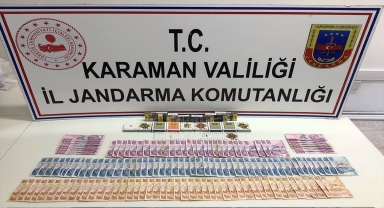 T.C.
KARAMAN VALİLİĞİ
İL JANDARMA KOMUTANLIĞI